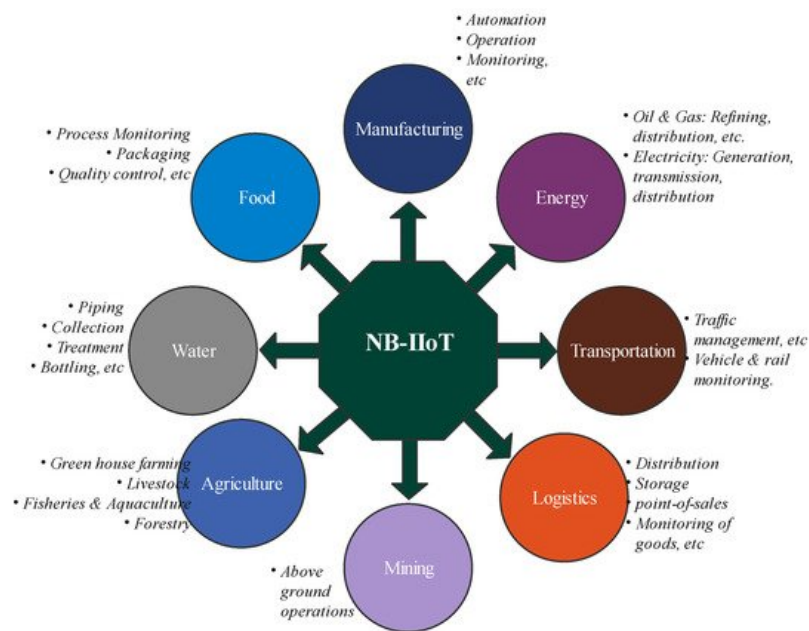 • Automation
• Operation
• Monitoring,
etc
Manufacturing
• Oil & Gas: Refining,
distribution, etc.
• Electricity: Generation,
transmission,
distribution
Energy
• Process Monitoring
• Packaging
• Quality control, etc
Food
NB-IIoT
• Piping
• Collection
• Treatment
• Bottling, etc
Water
Transportation
• Traffic
management, etc
• Vehicle & rail
monitoring.
• Green house farming
• Livestock
• Fisheries & Aquaculture
• Forestry
Agriculture
Logistics
• Distribution
• Storage
• point-of-sales
• Monitoring of
goods, etc
• Above
ground
operations
Mining